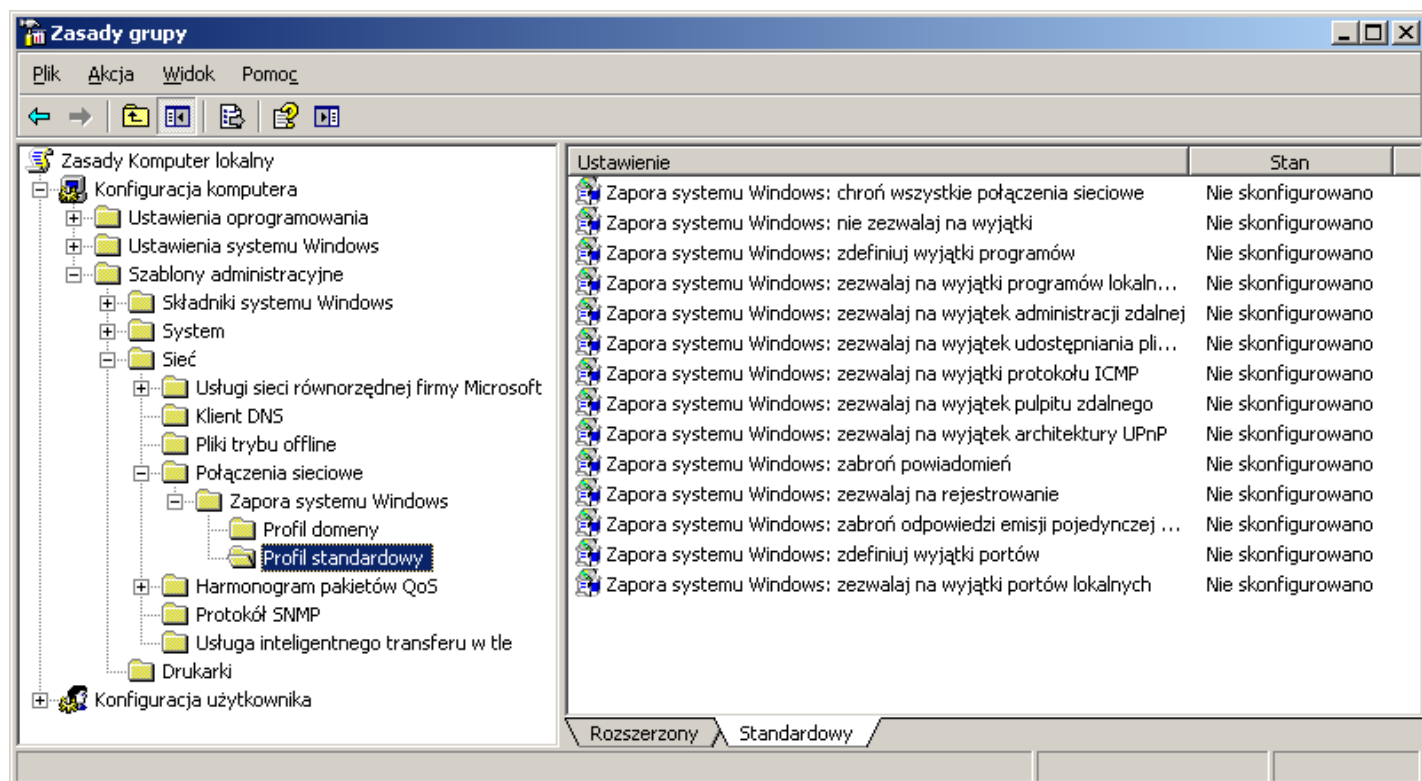 Zasady grupy
Plik Akcja Widok Pomoc
Zasady Komputer lokalny
Konfiguracja komputera
Ustawienia oprogramowania
Ustawienia systemu Windows
Szablony administracyjne
Składniki systemu Windows
System
Sieć
Usługi sieci równorzędnej firmy Microsoft
Klient DNS
Pliki trybu offline
Połączenia sieciowe
Zapora systemu Windows
Profil domeny
Profil standardowy
Harmonogram pakietów QoS
Protokół SNMP
Usługa inteligentnego transferu w tle
Drukarki
Konfiguracja użytkownika
Ustawienie Stan
Zapora systemu Windows: chroń wszystkie połączenia sieciowe Nie skonfigurowano
Zapora systemu Windows: nie zezwalaj na wyjątki Nie skonfigurowano
Zapora systemu Windows: zdefiniuj wyjątki programów Nie skonfigurowano
Zapora systemu Windows: zezwalaj na wyjątki programów lokaln... Nie skonfigurowano
Zapora systemu Windows: zezwalaj na wyjątek administracji zdalnej Nie skonfigurowano
Zapora systemu Windows: zezwalaj na wyjątek udostępniania pli... Nie skonfigurowano
Zapora systemu Windows: zezwalaj na wyjątki protokołu ICMP Nie skonfigurowano
Zapora systemu Windows: zezwalaj na wyjątek pulpitu zdalnego Nie skonfigurowano
Zapora systemu Windows: zezwalaj na wyjątek architektury UPnP Nie skonfigurowano
Zapora systemu Windows: zabroń powiadomień Nie skonfigurowano
Zapora systemu Windows: zezwalaj na rejestrowanie Nie skonfigurowano
Zapora systemu Windows: zabroń odpowiedzi emisji pojedynczej ... Nie skonfigurowano
Zapora systemu Windows: zdefiniuj wyjątki portów Nie skonfigurowano
Zapora systemu Windows: zezwalaj na wyjątki portów lokalnych Nie skonfigurowano
Rozszerzony Standardowy